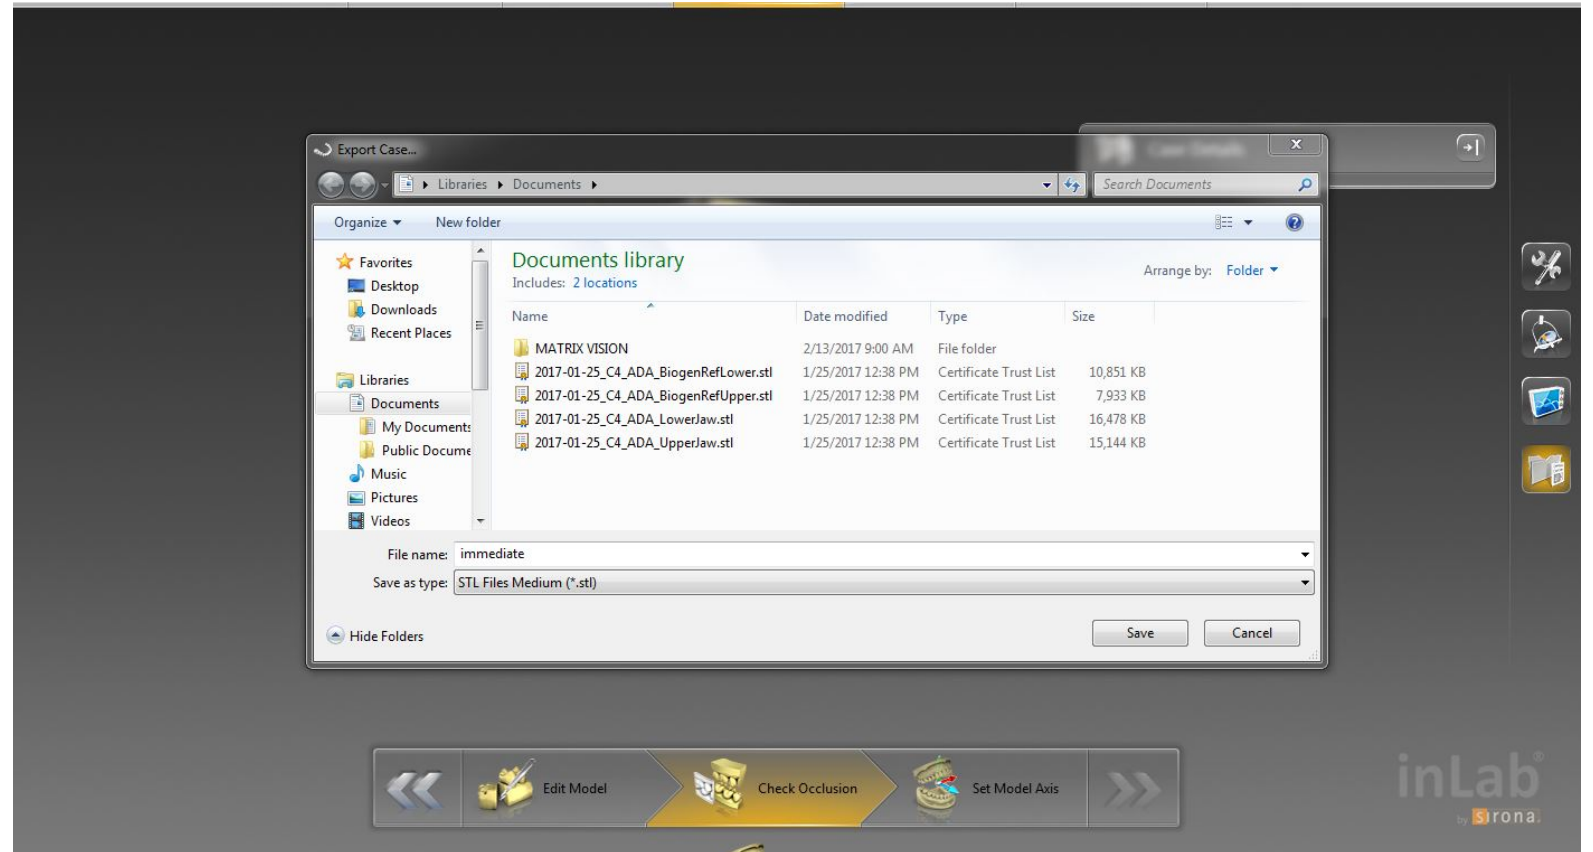 Export Case...
Case Details
Libraries Documents
Search Documents
Organize New folder
Favorites
Desktop
Downloads
Recent Places
Libraries
Documents
My Documents
Public Docume
Music
Pictures
Videos
Documents library
Includes: 2 locations
Arrange by: Folder
Name Date modified Type Size
MATRIX VISION 2/13/2017 9:00 AM File folder
2017-01-25_C4_ADA_BiogenRefLower.stl 1/25/2017 12:38 PM Certificate Trust List 10,851 KB
2017-01-25_C4_ADA_BiogenRefUpper.stl 1/25/2017 12:38 PM Certificate Trust List 7,933 KB
2017-01-25_C4_ADA_LowerJaw.stl 1/25/2017 12:38 PM Certificate Trust List 16,478 KB
2017-01-25_C4_ADA_UpperJaw.stl 1/25/2017 12:38 PM Certificate Trust List 15,144 KB
File name: immediate
Save as type: STL Files Medium (*.stl)
Hide Folders
Save Cancel
Edit Model
Check Occlusion
Set Model Axis
inLab®
by sirona.